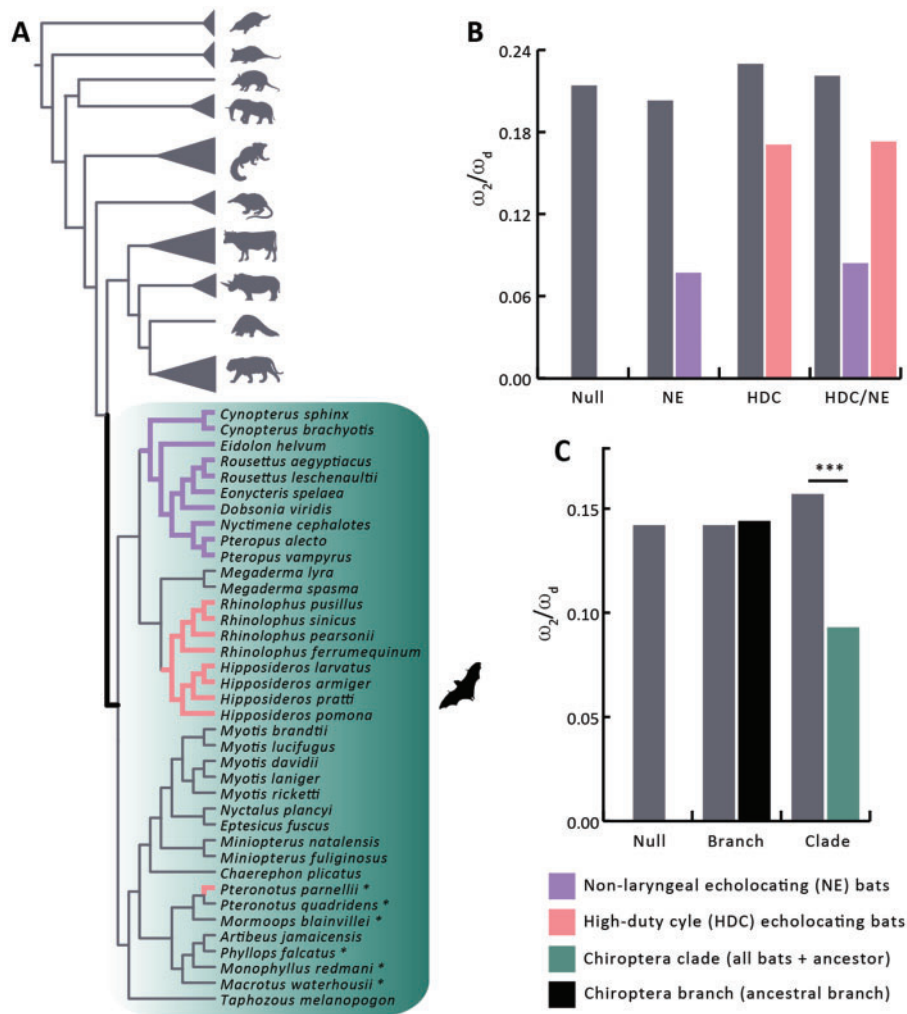 A
Cynopterus sphinx
Cynopterus brachyotis
Eidolon helvum
Rousettus aegyptiacus
Rousettus leschenaultii
Eonycteris spelaea
Dobsonia viridis
Nyctimene cephalotes
Pteropus alecto
Pteropus vampyrus
Megaderma lyra
Megaderma spasma
Rhinolophus pusillus
Rhinolophus sinicus
Rhinolophus pearsonii
Rhinolophus ferrumequinum
Hipposideros larvatus
Hipposideros armiger
Hipposideros pratti
Hipposideros pomona
Myotis brandtii
Myotis lucifugus
Myotis davidii
Myotis laniger
Myotis ricketti
Nyctalus plancyi
Eptesicus fuscus
Miniopterus natalensis
Miniopterus fuliginosus
Chaerephon plicatus
Pteronotus parnellii *
Pteronotus quadridens *
Mormoops blainvillei *
Artibeus jamaicensis
Phyllops falcatus *
Monophyllus redmani *
Macrotus waterhousii *
Taphozous melanopogon
B
ω2/ωd
0.24
0.18
0.12
0.06
0.00
Null NE HDC HDC/NE
C
ω2/ωd
***
0.15
0.10
0.05
0.00
Null Branch Clade
Non-laryngeal echolocating (NE) bats
High-duty cyle (HDC) echolocating bats
Chiroptera clade (all bats + ancestor)
Chiroptera branch (ancestral branch)